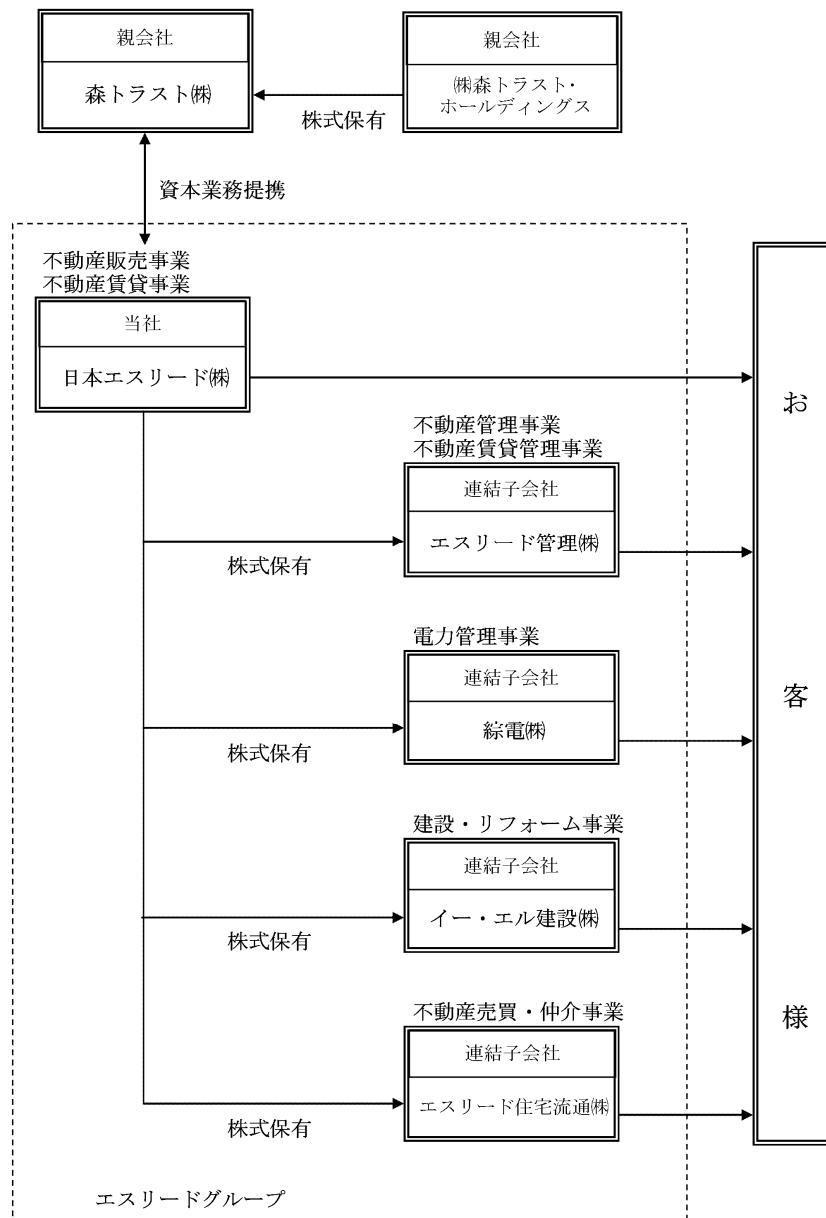 親会社
森トラスト㈱
親会社
㈱森トラスト・
ホールディングス
株式保有
資本業務提携
不動産販売事業
不動産賃貸事業
当社
日本エスリード㈱
不動産管理事業
不動産賃貸管理事業
連結子会社
エスリード管理㈱
株式保有
電力管理事業
連結子会社
綜電㈱
株式保有
建設・リフォーム事業
連結子会社
イー・エル建設㈱
株式保有
不動産売買・仲介事業
連結子会社
エスリード住宅流通㈱
株式保有
エスリードグループ
お
客
様